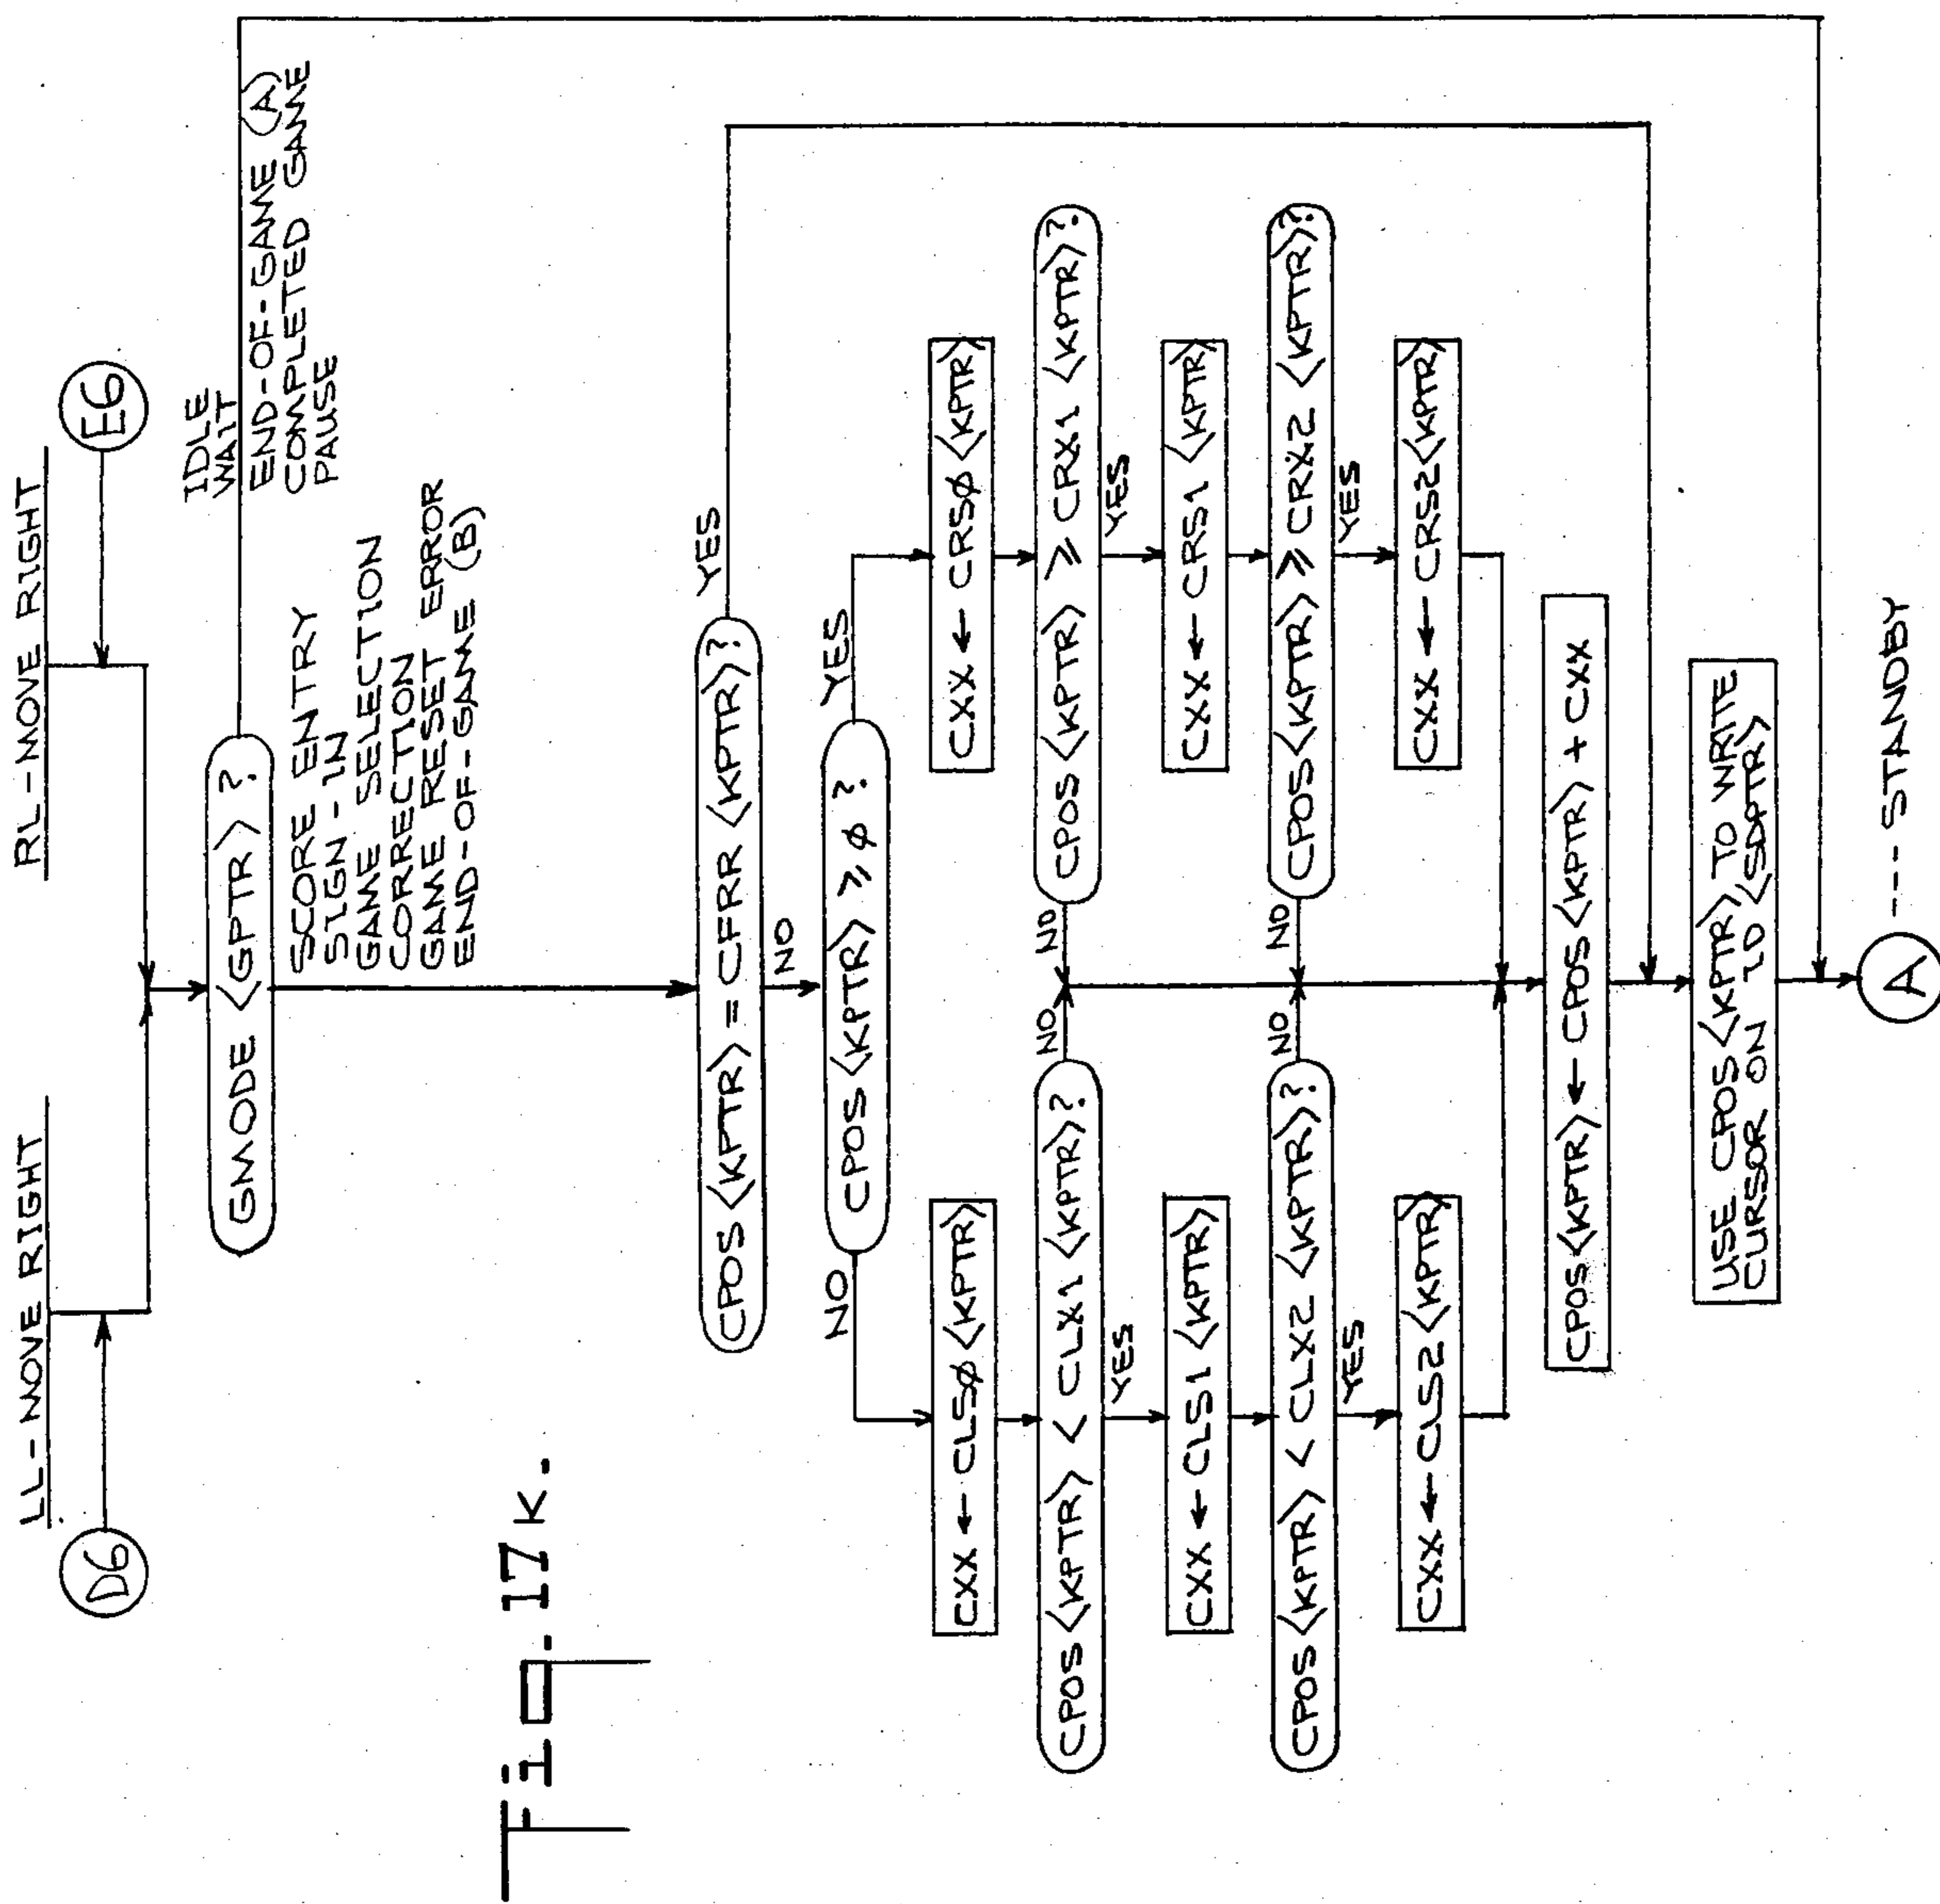 LL-MOVE RIGHT
RL-MOVE RIGHT
D6
E6
GMODE <GPTR> ?
IDLE
WAIT
END-OF-GAME (A)
COMPLETED GAME
PAUSE
SCORE ENTRY
SIGN-IN
GAME SELECTION
CORRECTION
GAME RESET ERROR
END-OF-GAME (B)
Fig. 17K.
CPOS<KPTR> = CFRR <KPTR>?
YES
NO
CPOS<KPTR> ≥ Ø ?
NO
YES
CXX ← CLSØ<KPTR>
CXX ← CRSØ<KPTR>
CPOS<KPTR> < CLX1 <KPTR>?
NO
NO
CPOS<KPTR> ≥ CRX1 <KPTR>?
YES
YES
CXX ← CLS1 <KPTR>
CXX ← CRS1 <KPTR>
CPOS<KPTR> < CLX2 <KPTR>?
NO
NO
CPOS<KPTR> ≥ CRX2 <KPTR>?
YES
YES
CXX ← CLS2<KPTR>
CXX ← CRS2<KPTR>
CPOS<KPTR> ← CPOS<KPTR> + CXX
USE CPOS<KPTR> TO WRITE
CURSOR ON ID <SDPTR>
A --- STANDBY